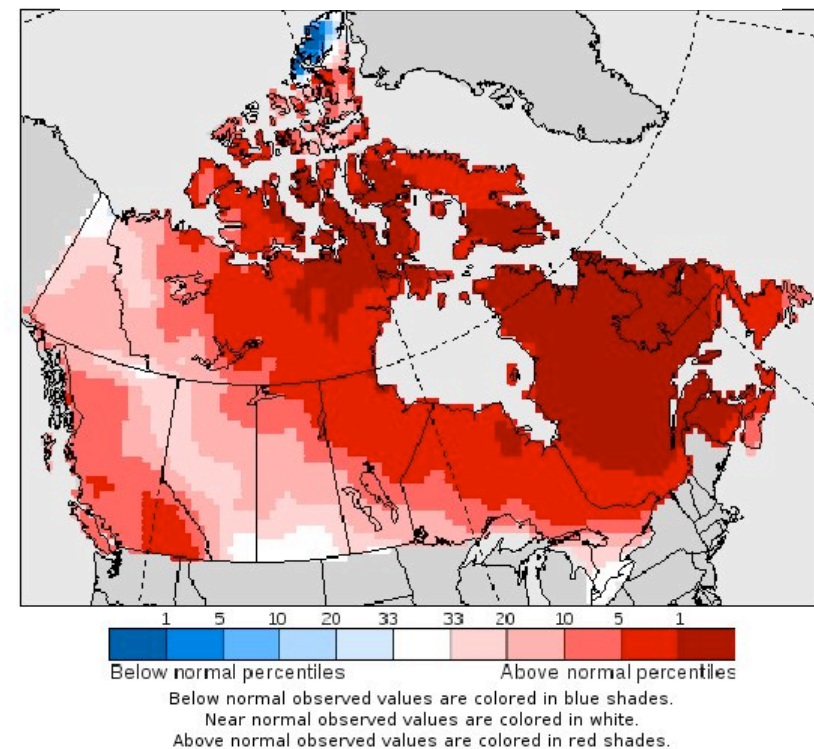 1 5 10 20 33 33 20 10 5 1
Below normal percentiles Above normal percentiles
Below normal observed values are colored in blue shades.
Near normal observed values are colored in white.
Above normal observed values are colored in red shades.